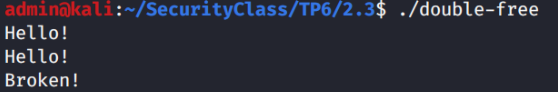 admin@kali:~/SecurityClass/TP6/2.3$ ./double-free
Hello!
Hello!
Broken!